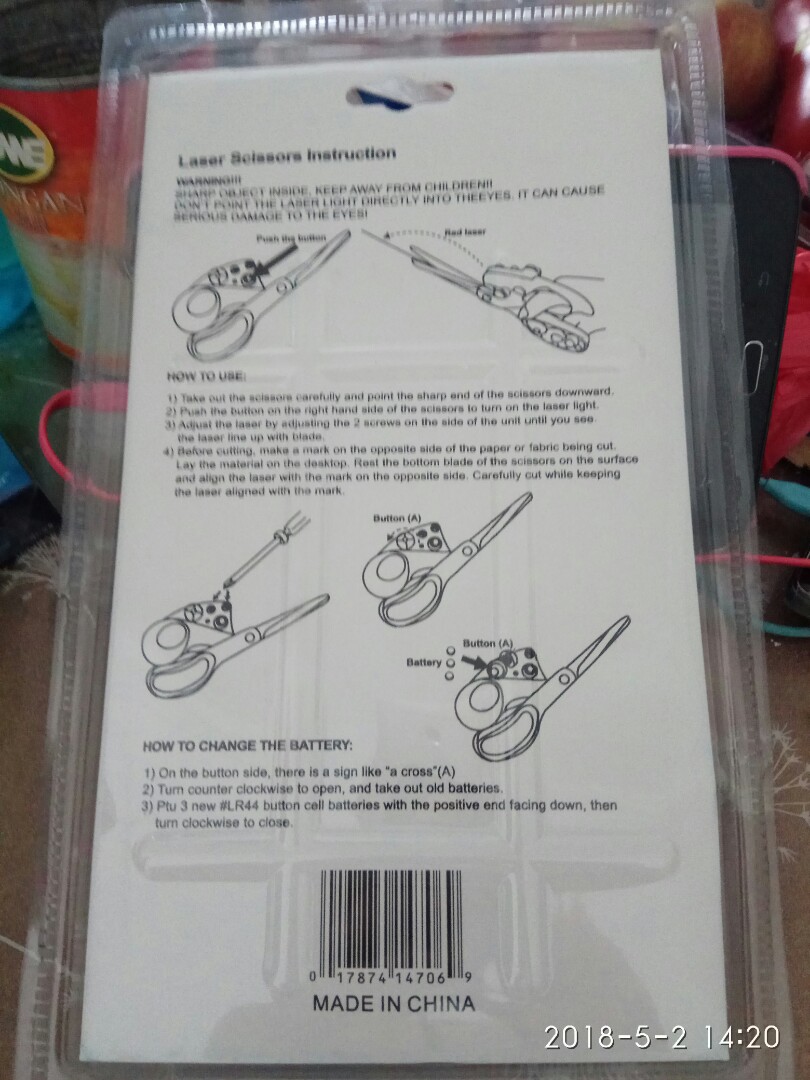 Laser Scissors Instruction
WARNING!!!
SHARP OBJECT INSIDE, KEEP AWAY FROM CHILDREN!!
DON'T POINT THE LASER LIGHT DIRECTLY INTO THEEYES. IT CAN CAUSE
SERIOUS DAMAGE TO THE EYES!
Push the button
Red laser
HOW TO USE:
1) Take out the scissors carefully and point the sharp end of the scissors downward.
2) Push the button on the right hand side of the scissors to turn on the laser light.
3) Adjust the laser by adjusting the 2 screws on the side of the unit until you see
the laser line up with blade.
4) Before cutting, make a mark on the opposite side of the paper or fabric being cut.
Lay the material on the desktop. Rest the bottom blade of the scissors on the surface
and align the laser with the mark on the opposite side. Carefully cut while keeping
the laser aligned with the mark.
Button (A)
Button (A)
Battery
HOW TO CHANGE THE BATTERY:
1) On the button side, there is a sign like "a cross"(A)
2) Turn counter clockwise to open, and take out old batteries.
3) Ptu 3 new #LR44 button cell batteries with the positive end facing down, then
turn clockwise to close.
0 17874 14706 9
MADE IN CHINA
2018-5-2 14:20